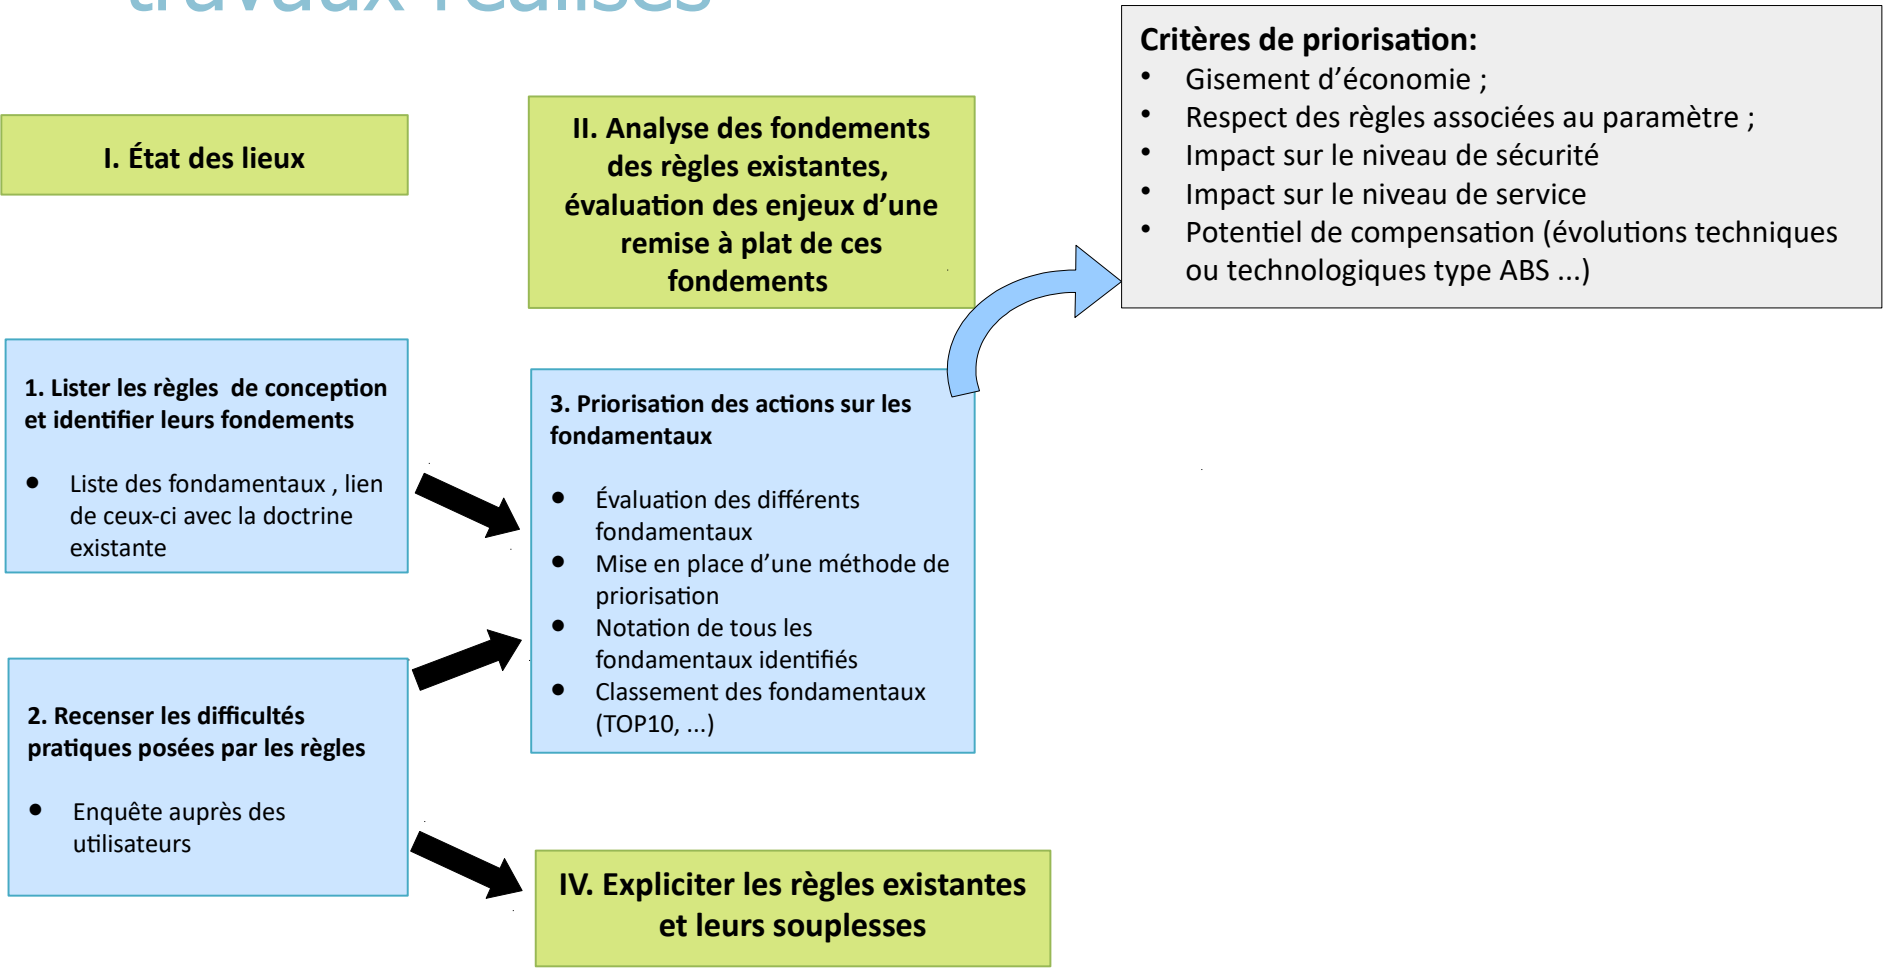 travaux réalisés
Critères de priorisation:
• Gisement d’économie ;
• Respect des règles associées au paramètre ;
• Impact sur le niveau de sécurité
• Impact sur le niveau de service
• Potentiel de compensation (évolutions techniques
ou technologiques type ABS ...)
I. État des lieux
II. Analyse des fondements
des règles existantes,
évaluation des enjeux d’une
remise à plat de ces
fondements
1. Lister les règles de conception
et identifier leurs fondements
• Liste des fondamentaux , lien
de ceux-ci avec la doctrine
existante
2. Recenser les difficultés
pratiques posées par les règles
• Enquête auprès des
utilisateurs
3. Priorisation des actions sur les
fondamentaux
• Évaluation des différents
fondamentaux
• Mise en place d’une méthode de
priorisation
• Notation de tous les
fondamentaux identifiés
• Classement des fondamentaux
(TOP10, ...)
IV. Expliciter les règles existantes
et leurs souplesses